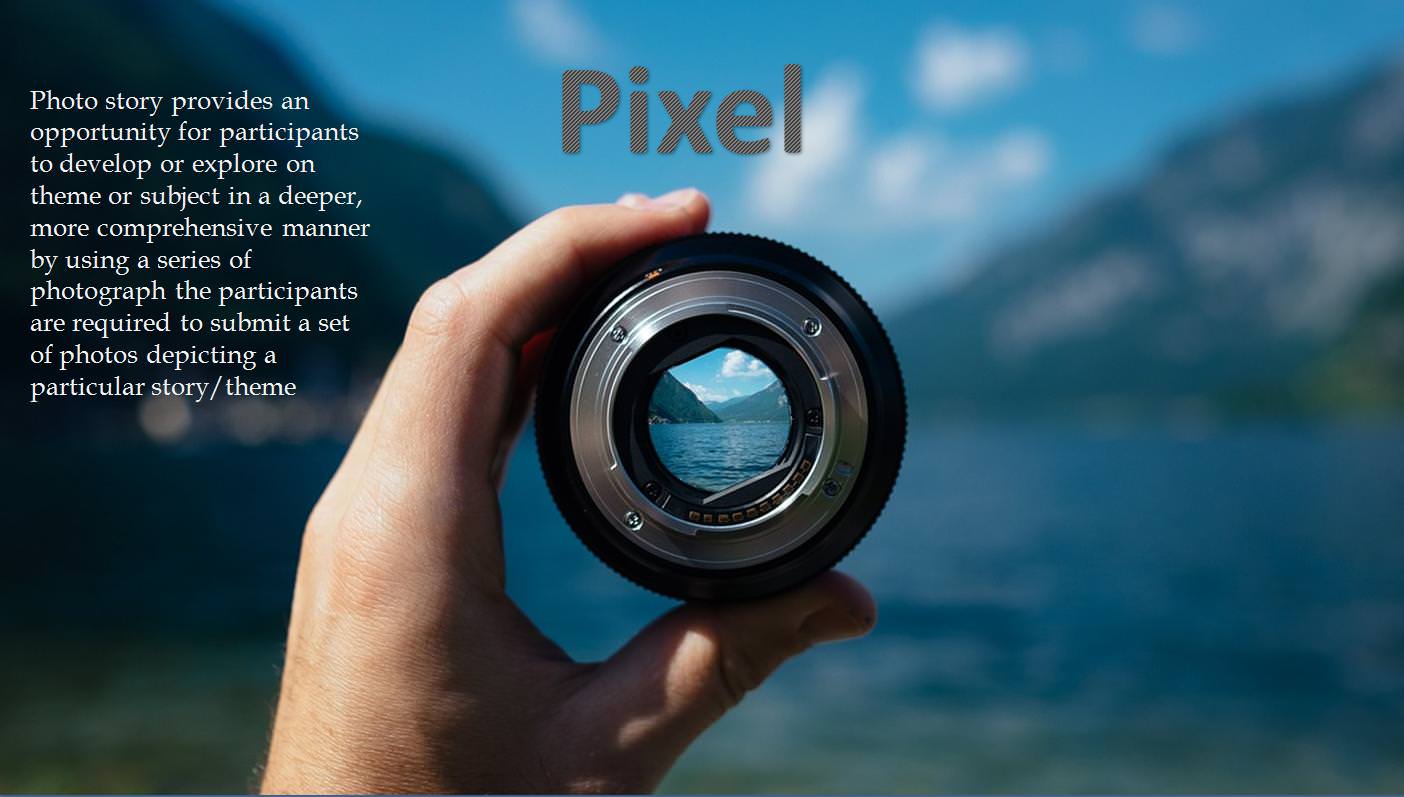 Pixel
Photo story provides an
opportunity for participants
to develop or explore on
theme or subject in a deeper,
more comprehensive manner
by using a series of
photograph the participants
are required to submit a set
of photos depicting a
particular story/theme